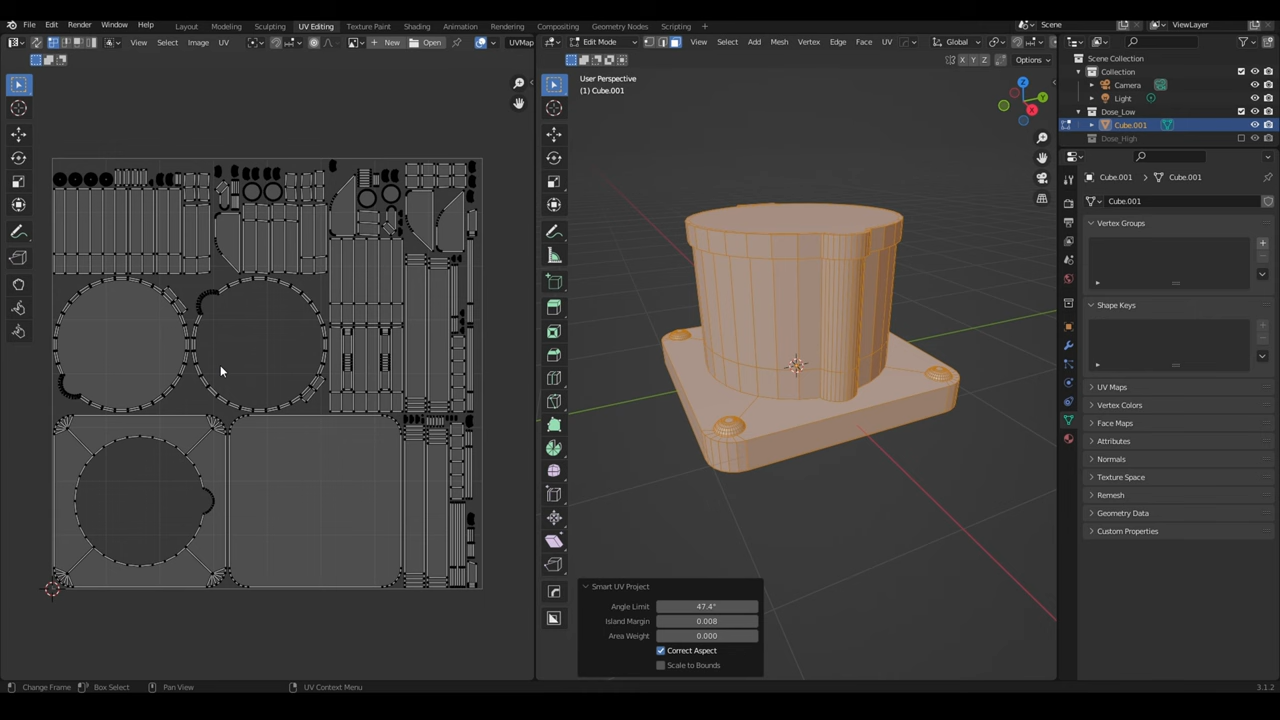 File Edit Render Window Help Layout Modeling Sculpting UV Editing Texture Paint Shading Animation Rendering Compositing Geometry Nodes Scripting + Scene ViewLayer
View Select Image UV New Open UVMap Edit Mode View Select Add Mesh Vertex Edge Face UV Global
X Y Z Options
Scene Collection
Collection
Camera
Light
Dose_Low
Cube.001
Dose_High
User Perspective
(1) Cube.001
Z
Y
X
Cube.001 Cube.001
Cube.001
Vertex Groups
Shape Keys
UV Maps
Vertex Colors
Face Maps
Attributes
Normals
Texture Space
Remesh
Geometry Data
Custom Properties
Smart UV Project
Angle Limit 47.4°
Island Margin 0.008
Area Weight 0.000
Correct Aspect
Scale to Bounds
Change Frame Box Select Pan View UV Context Menu 3.1.2